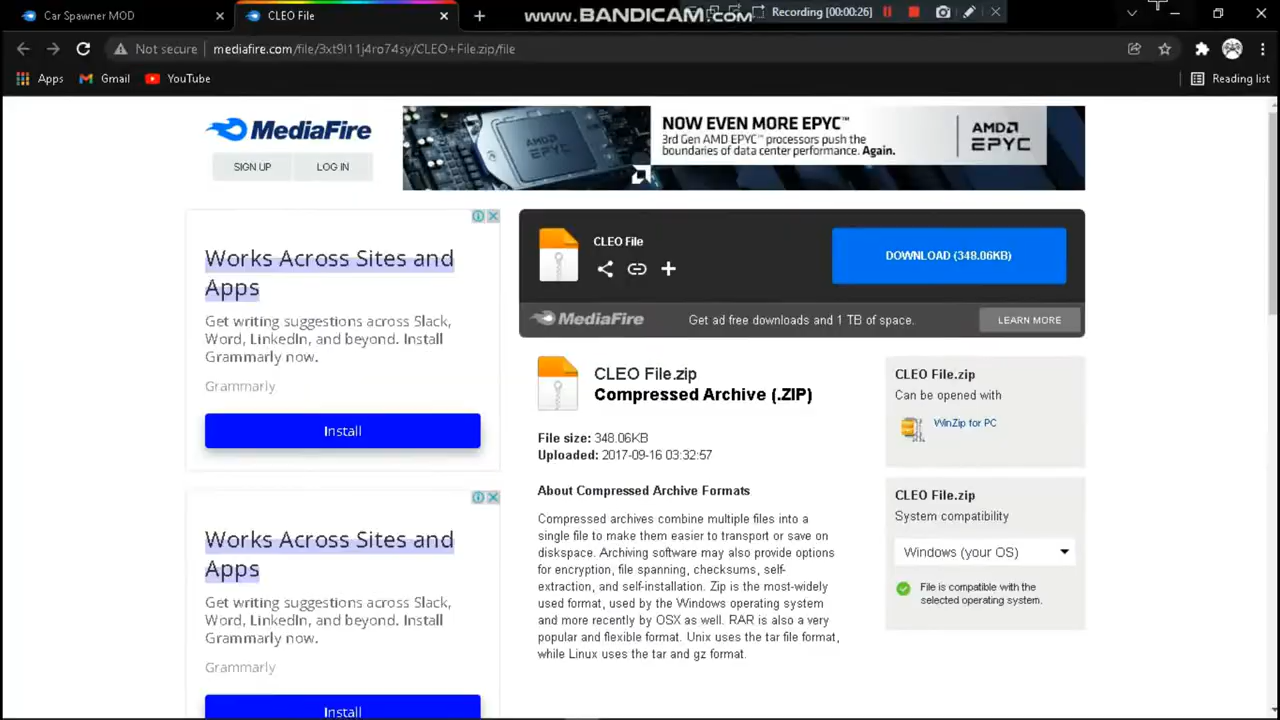 Car Spawner MOD
CLEO File
www.BANDICAM.com
Recording [00:00:26]
Not secure
mediafire.com/file/3xt9l11j4ro74sy/CLEO+File.zip/file
Apps
Gmail
YouTube
Reading list
MediaFire
SIGN UP
LOG IN
NOW EVEN MORE EPYC™
3rd Gen AMD EPYC™ processors push the
boundaries of data center performance. Again.
AMD
EPYC
Works Across Sites and
Apps
Get writing suggestions across Slack,
Word, LinkedIn, and beyond. Install
Grammarly now.
Grammarly
Install
CLEO File
DOWNLOAD (348.06KB)
MediaFire
Get ad free downloads and 1 TB of space.
LEARN MORE
CLEO File.zip
Compressed Archive (.ZIP)
File size: 348.06KB
Uploaded: 2017-09-16 03:32:57
About Compressed Archive Formats
Compressed archives combine multiple files into a
single file to make them easier to transport or save on
diskspace. Archiving software may also provide options
for encryption, file spanning, checksums, self-
extraction, and self-installation. Zip is the most-widely
used format, used by the Windows operating system
and more recently by OSX as well. RAR is also a very
popular and flexible format. Unix uses the tar file format,
while Linux uses the tar and gz format.
CLEO File.zip
Can be opened with
WinZip for PC
CLEO File.zip
System compatibility
Windows (your OS)
File is compatible with the
selected operating system.
Works Across Sites and
Apps
Get writing suggestions across Slack,
Word, LinkedIn, and beyond. Install
Grammarly now.
Grammarly
Install